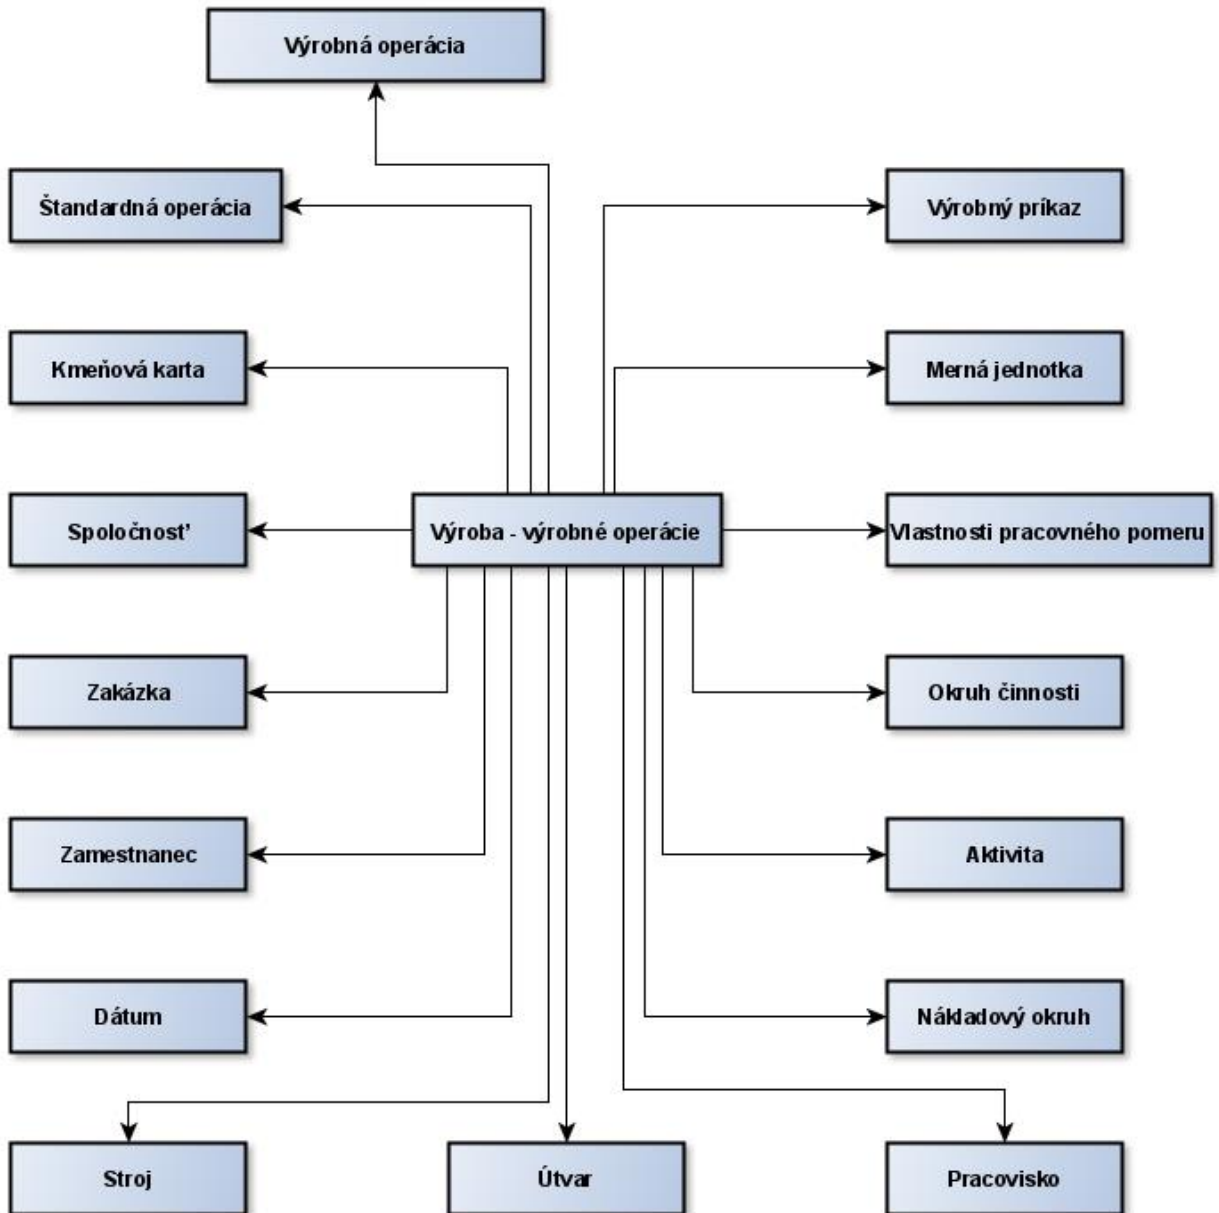 Výrobná operácia
Štandardná operácia
Výrobný príkaz
Kmeňová karta
Merná jednotka
Spoločnosť
Výroba - výrobné operácie
Vlastnosti pracovného pomeru
Zakázka
Okruh činnosti
Zamestnanec
Aktivita
Dátum
Nákladový okruh
Stroj
Útvar
Pracovisko